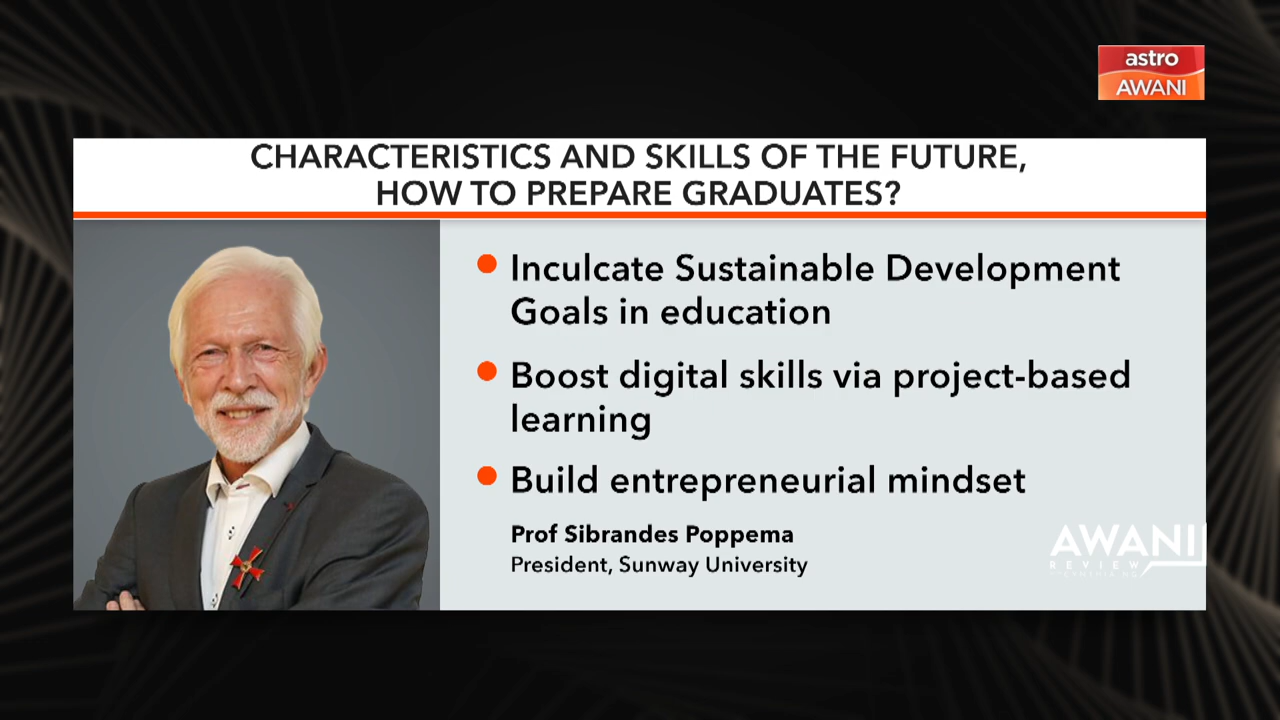 astro
AWANI
CHARACTERISTICS AND SKILLS OF THE FUTURE,
HOW TO PREPARE GRADUATES?
Inculcate Sustainable Development
Goals in education
Boost digital skills via project-based
learning
Build entrepreneurial mindset
Prof Sibrandes Poppema
President, Sunway University
AWANI
REVIEW